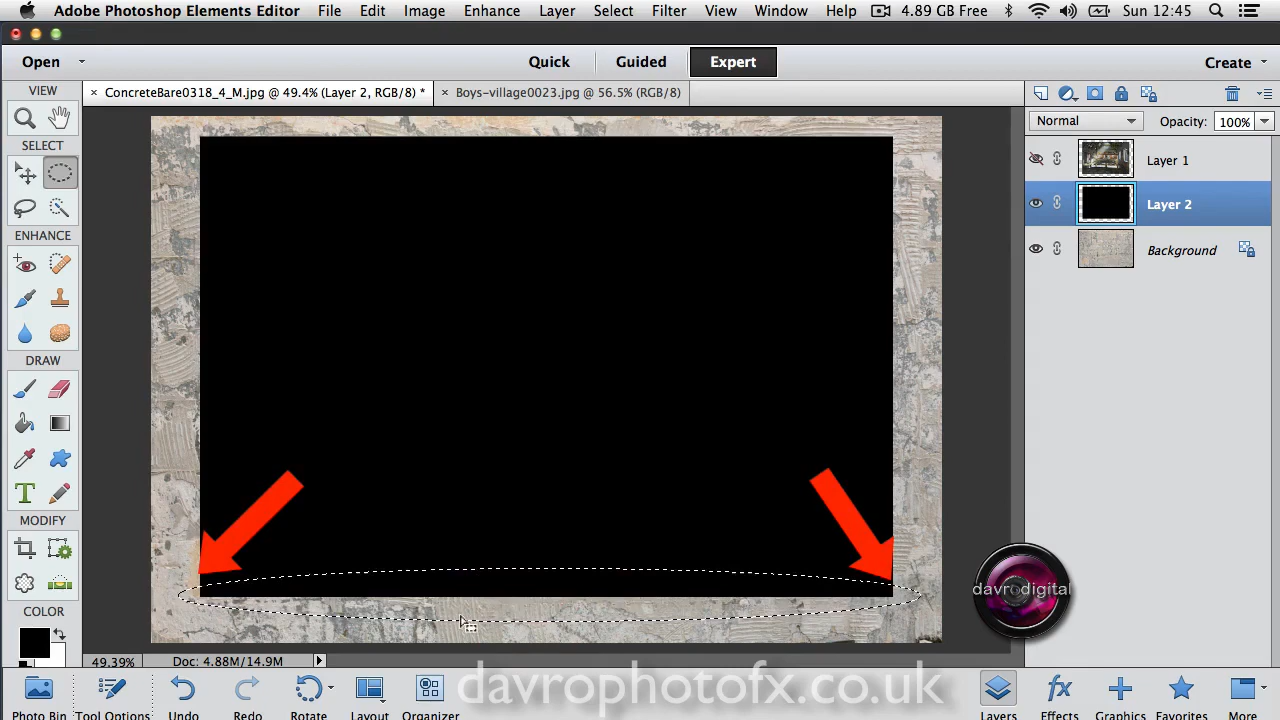 Adobe Photoshop Elements Editor File Edit Image Enhance Layer Select Filter View Window Help 4.89 GB Free Sun 12:45
Open Quick Guided Expert Create
× ConcreteBare0318_4_M.jpg @ 49.4% (Layer 2, RGB/8) * × Boys-village0023.jpg @ 56.5% (RGB/8)
VIEW
SELECT
ENHANCE
DRAW
T
MODIFY
COLOR
Normal Opacity: 100%
Layer 1
Layer 2
Background
davrodigital
49.39% Doc: 4.88M/14.9M
davrophotofx.co.uk
fx
Photo Bin Tool Options Undo Redo Rotate Layout Organizer Layers Effects Graphics Favorites More